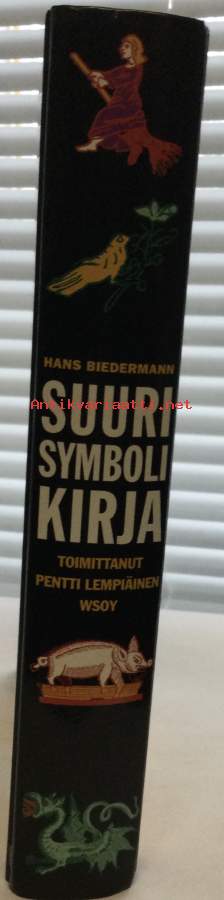 HANS BIEDERMANN
SUURI
Antikvariaatti.net
SYMBOLI
KIRJA
TOIMITTANUT
PENTTI LEMPIÄINEN
WSOY